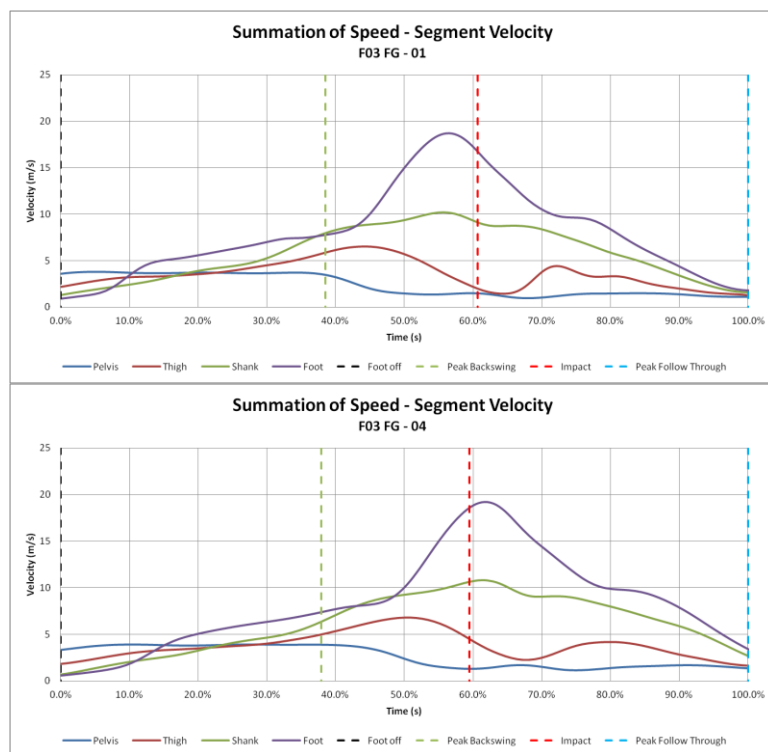 Summation of Speed - Segment Velocity
F03 FG - 01
25
20
15
10
5
0
Velocity (m/s)
0.0% 10.0% 20.0% 30.0% 40.0% 50.0% 60.0% 70.0% 80.0% 90.0% 100.0%
Time (s)
Pelvis Thigh Shank Foot Foot off Peak Backswing Impact Peak Follow Through
Summation of Speed - Segment Velocity
F03 FG - 04
25
20
15
10
5
0
Velocity (m/s)
0.0% 10.0% 20.0% 30.0% 40.0% 50.0% 60.0% 70.0% 80.0% 90.0% 100.0%
Time (s)
Pelvis Thigh Shank Foot Foot off Peak Backswing Impact Peak Follow Through